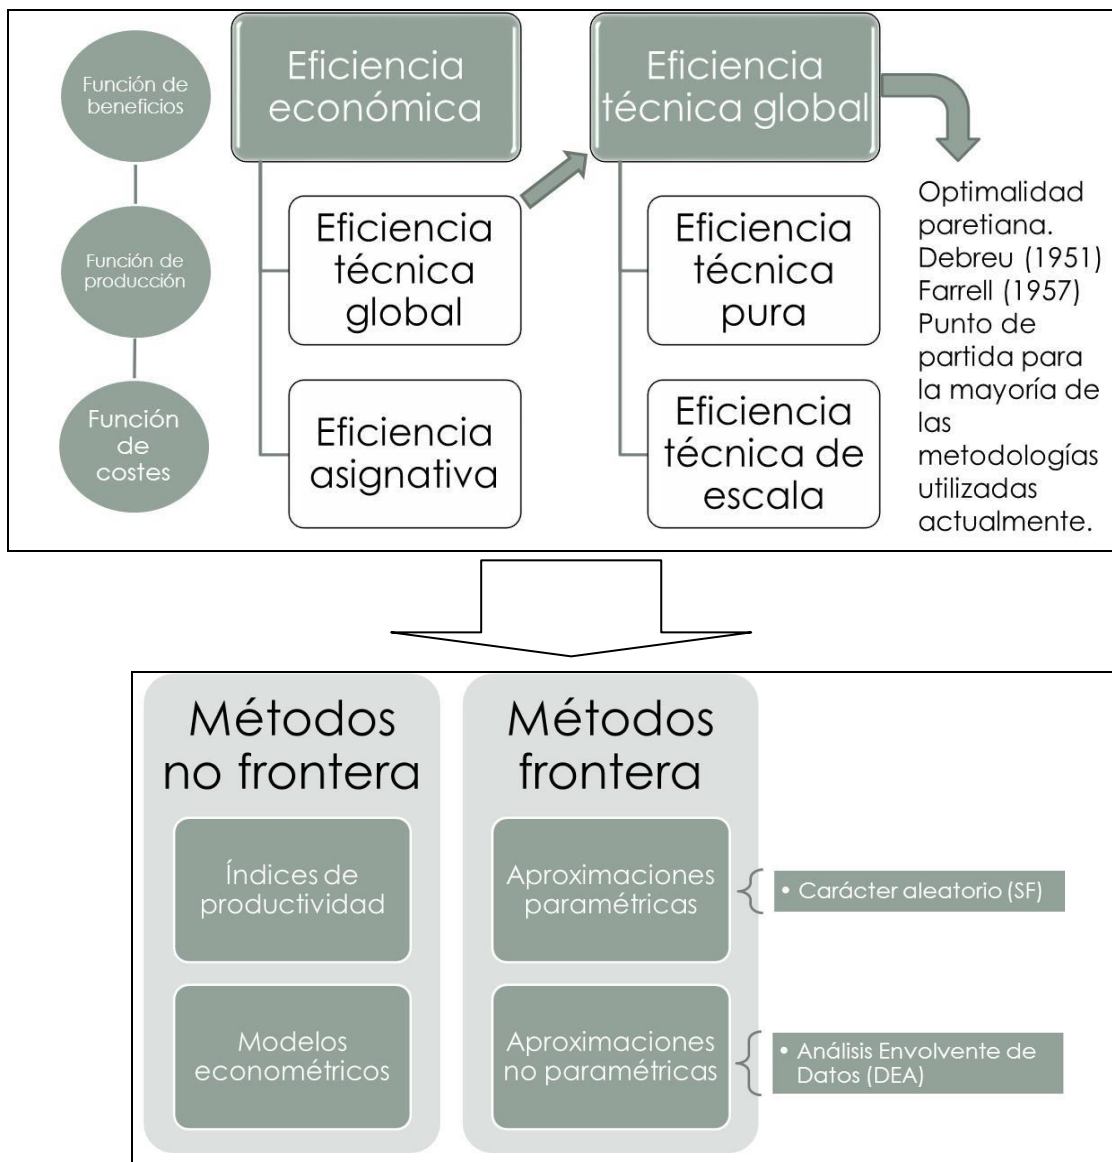 Función de
beneficios
Función de
producción
Función
de
costes
Eficiencia
económica
Eficiencia
técnica
global
Eficiencia
asignativa
Eficiencia
técnica global
Eficiencia
técnica
pura
Eficiencia
técnica de
escala
Optimalidad
paretiana.
Debreu (1951)
Farrell (1957)
Punto de
partida para
la mayoría de
las
metodologías
utilizadas
actualmente.
Métodos
no frontera
Índices de
productividad
Modelos
econométricos
Métodos
frontera
Aproximaciones
paramétricas
• Carácter aleatorio (SF)
Aproximaciones
no paramétricas
• Análisis Envolvente de
Datos (DEA)